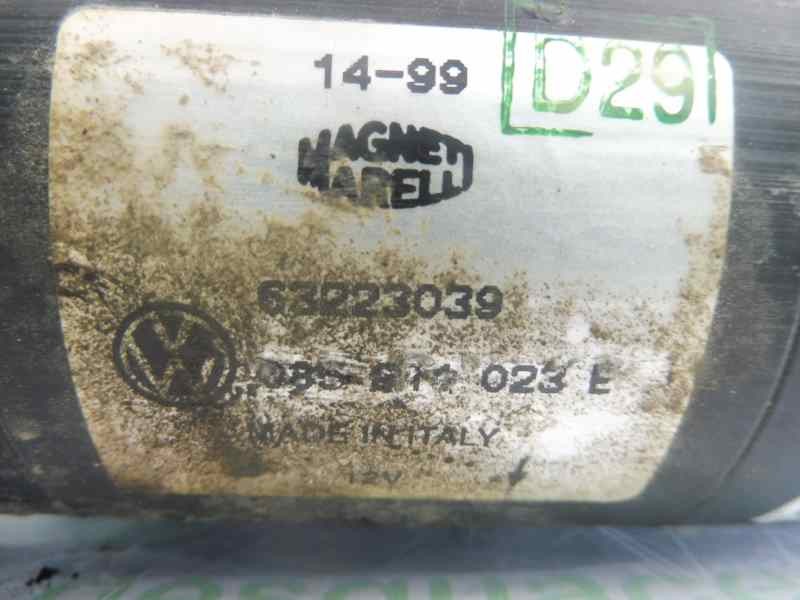 14-99
D29
MAGNETI
MARELLI
63223039
023 E
MADE IN ITALY
12V